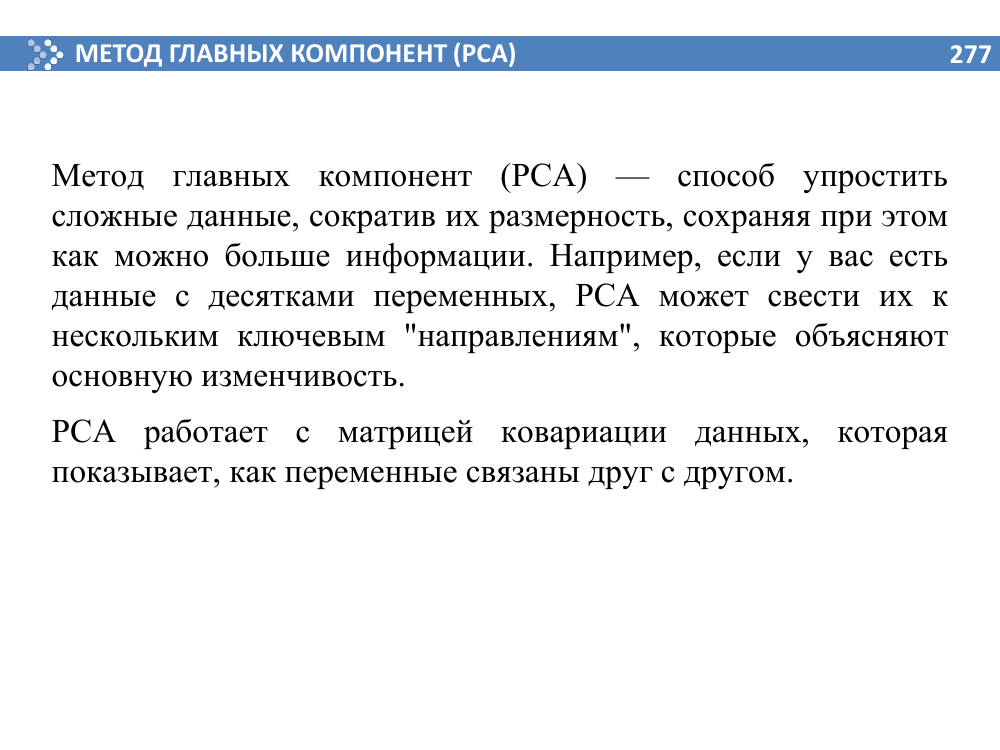 МЕТОД ГЛАВНЫХ КОМПОНЕНТ (PCA)
277
Метод главных компонент (PCA) — способ упростить
сложные данные, сократив их размерность, сохраняя при этом
как можно больше информации. Например, если у вас есть
данные с десятками переменных, PCA может свести их к
нескольким ключевым "направлениям", которые объясняют
основную изменчивость.
PCA работает с матрицей ковариации данных, которая
показывает, как переменные связаны друг с другом.